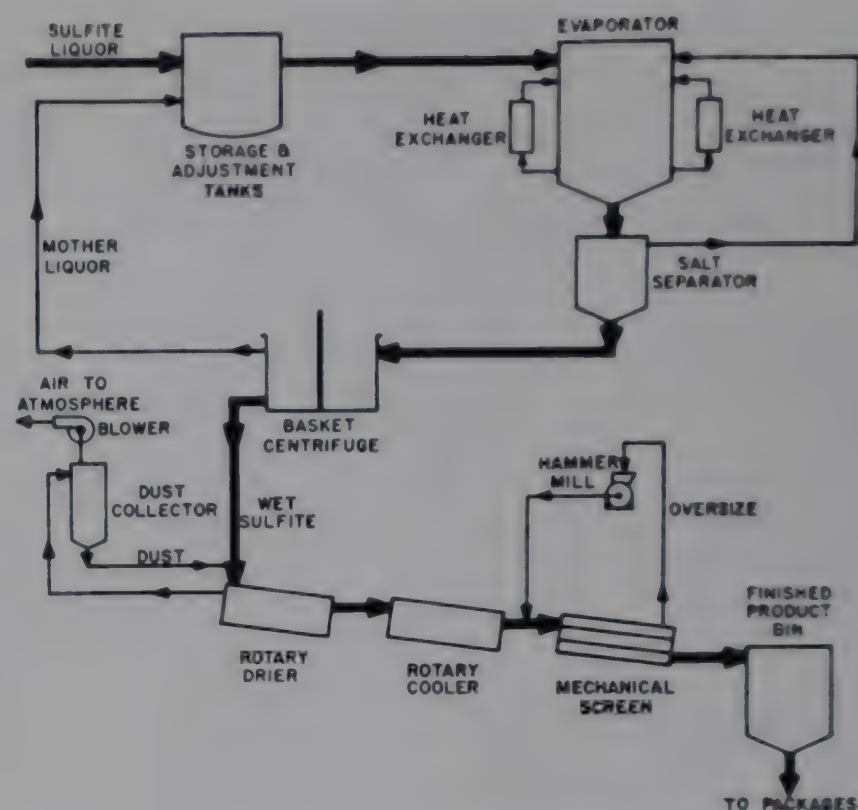 SULFITE
LIQUOR
EVAPORATOR
HEAT
EXCHANGER
HEAT
EXCHANGER
STORAGE &
ADJUSTMENT
TANKS
MOTHER
LIQUOR
SALT
SEPARATOR
AIR TO
ATMOSPHERE
BLOWER
BASKET
CENTRIFUGE
DUST
COLLECTOR
WET
SULFITE
HAMMER
MILL
OVERSIZE
DUST
FINISHED
PRODUCT
BIN
ROTARY
DRIER
ROTARY
COOLER
MECHANICAL
SCREEN
TO PACKAGES